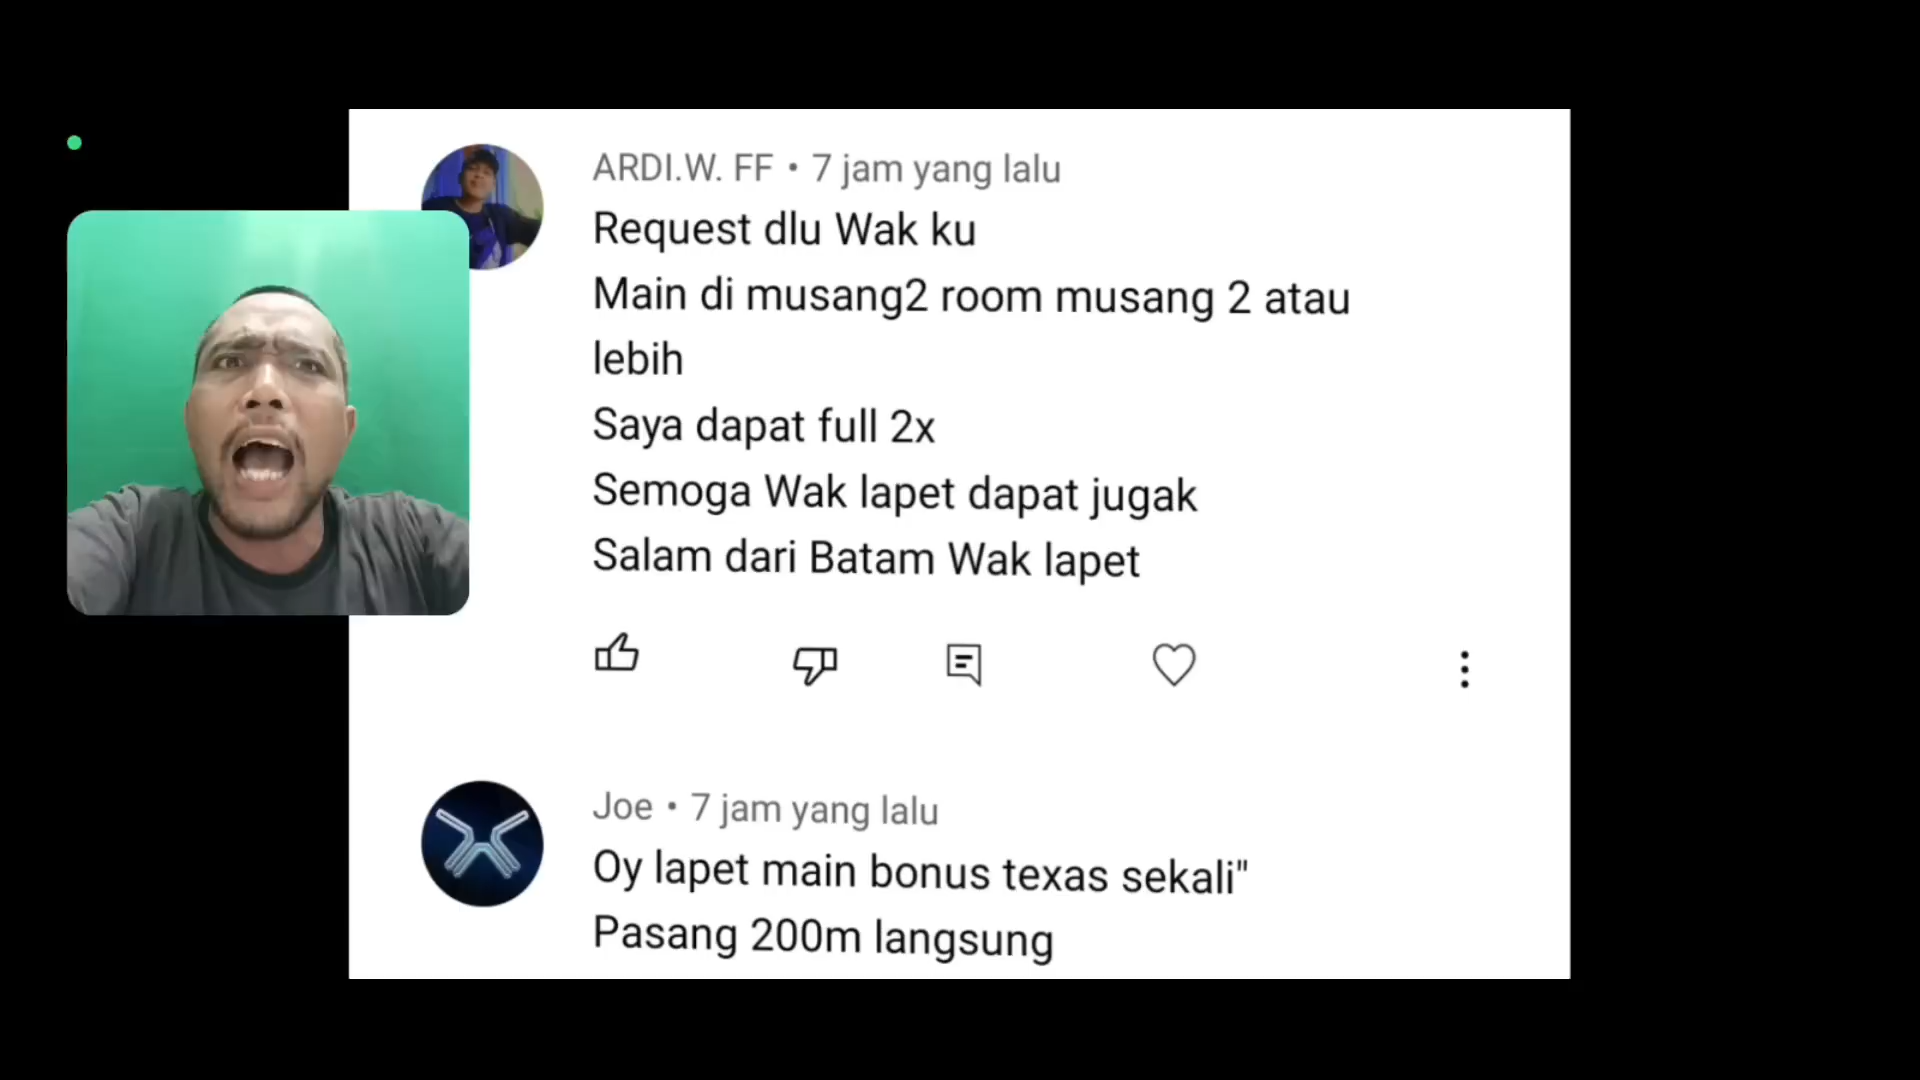 ARDI.W. FF • 7 jam yang lalu
Request dlu Wak ku
Main di musang2 room musang 2 atau
lebih
Saya dapat full 2x
Semoga Wak lapet dapat jugak
Salam dari Batam Wak lapet
Joe • 7 jam yang lalu
Oy lapet main bonus texas sekali"
Pasang 200m langsung